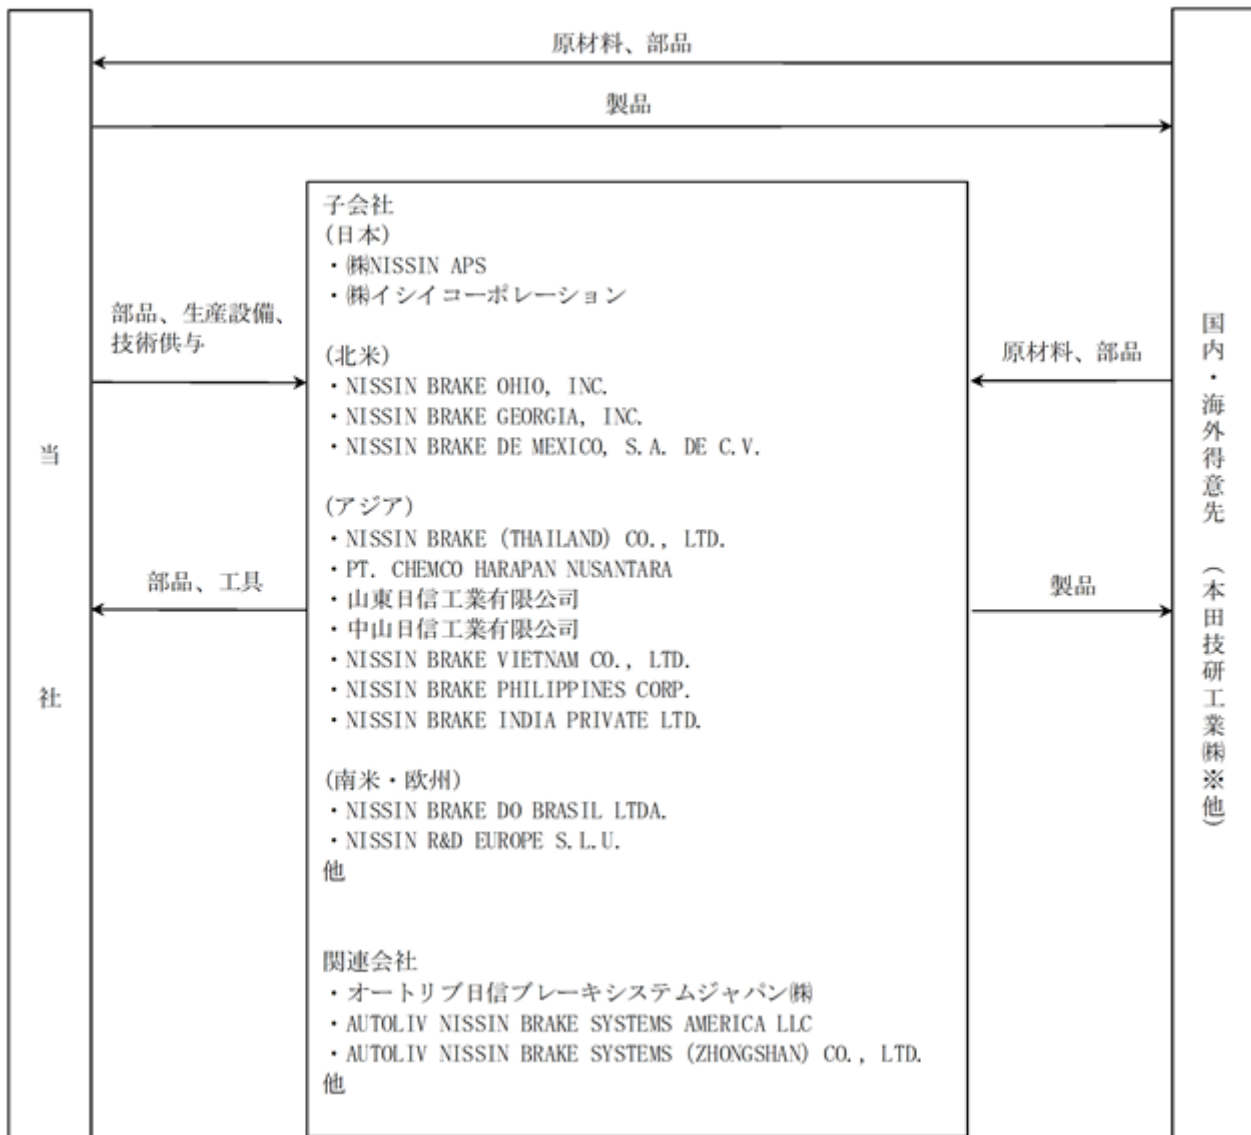 原材料、部品
製品
当社
部品、生産設備、
技術供与
部品、工具
子会社
(日本)
・㈱NISSIN APS
・㈱イシイコーポレーション
(北米)
・NISSIN BRAKE OHIO, INC.
・NISSIN BRAKE GEORGIA, INC.
・NISSIN BRAKE DE MEXICO, S.A. DE C.V.
(アジア)
・NISSIN BRAKE (THAILAND) CO., LTD.
・PT. CHEMCO HARAPAN NUSANTARA
・山東日信工業有限公司
・中山日信工業有限公司
・NISSIN BRAKE VIETNAM CO., LTD.
・NISSIN BRAKE PHILIPPINES CORP.
・NISSIN BRAKE INDIA PRIVATE LTD.
(南米・欧州)
・NISSIN BRAKE DO BRASIL LTDA.
・NISSIN R&D EUROPE S.L.U.
他
関連会社
・オートリブ日信ブレーキシステムジャパン㈱
・AUTOLIV NISSIN BRAKE SYSTEMS AMERICA LLC
・AUTOLIV NISSIN BRAKE SYSTEMS (ZHONGSHAN) CO., LTD.
他
原材料、部品
製品
国内・海外得意先 (本田技研工業㈱※他)